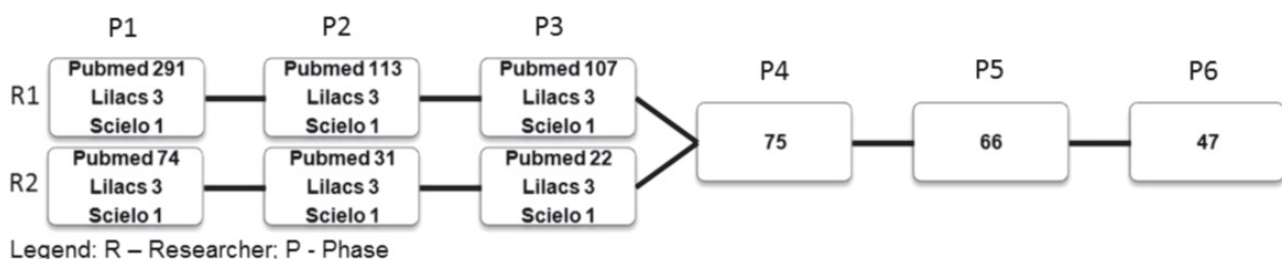 P1
P2
P3
P4
P5
P6
R1
Pubmed 291
Lilacs 3
Scielo 1
Pubmed 113
Lilacs 3
Scielo 1
Pubmed 107
Lilacs 3
Scielo 1
R2
Pubmed 74
Lilacs 3
Scielo 1
Pubmed 31
Lilacs 3
Scielo 1
Pubmed 22
Lilacs 3
Scielo 1
75
66
47
Legend: R – Researcher; P - Phase